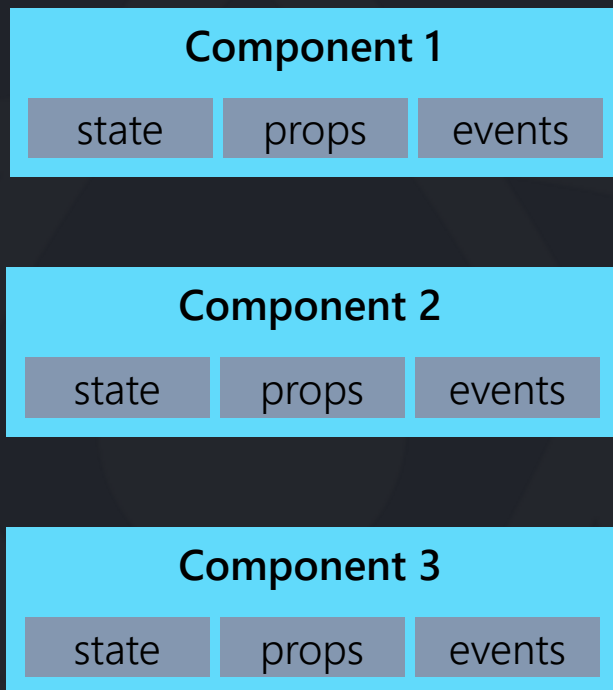 Component 1
state props events
Component 2
state props events
Component 3
state props events